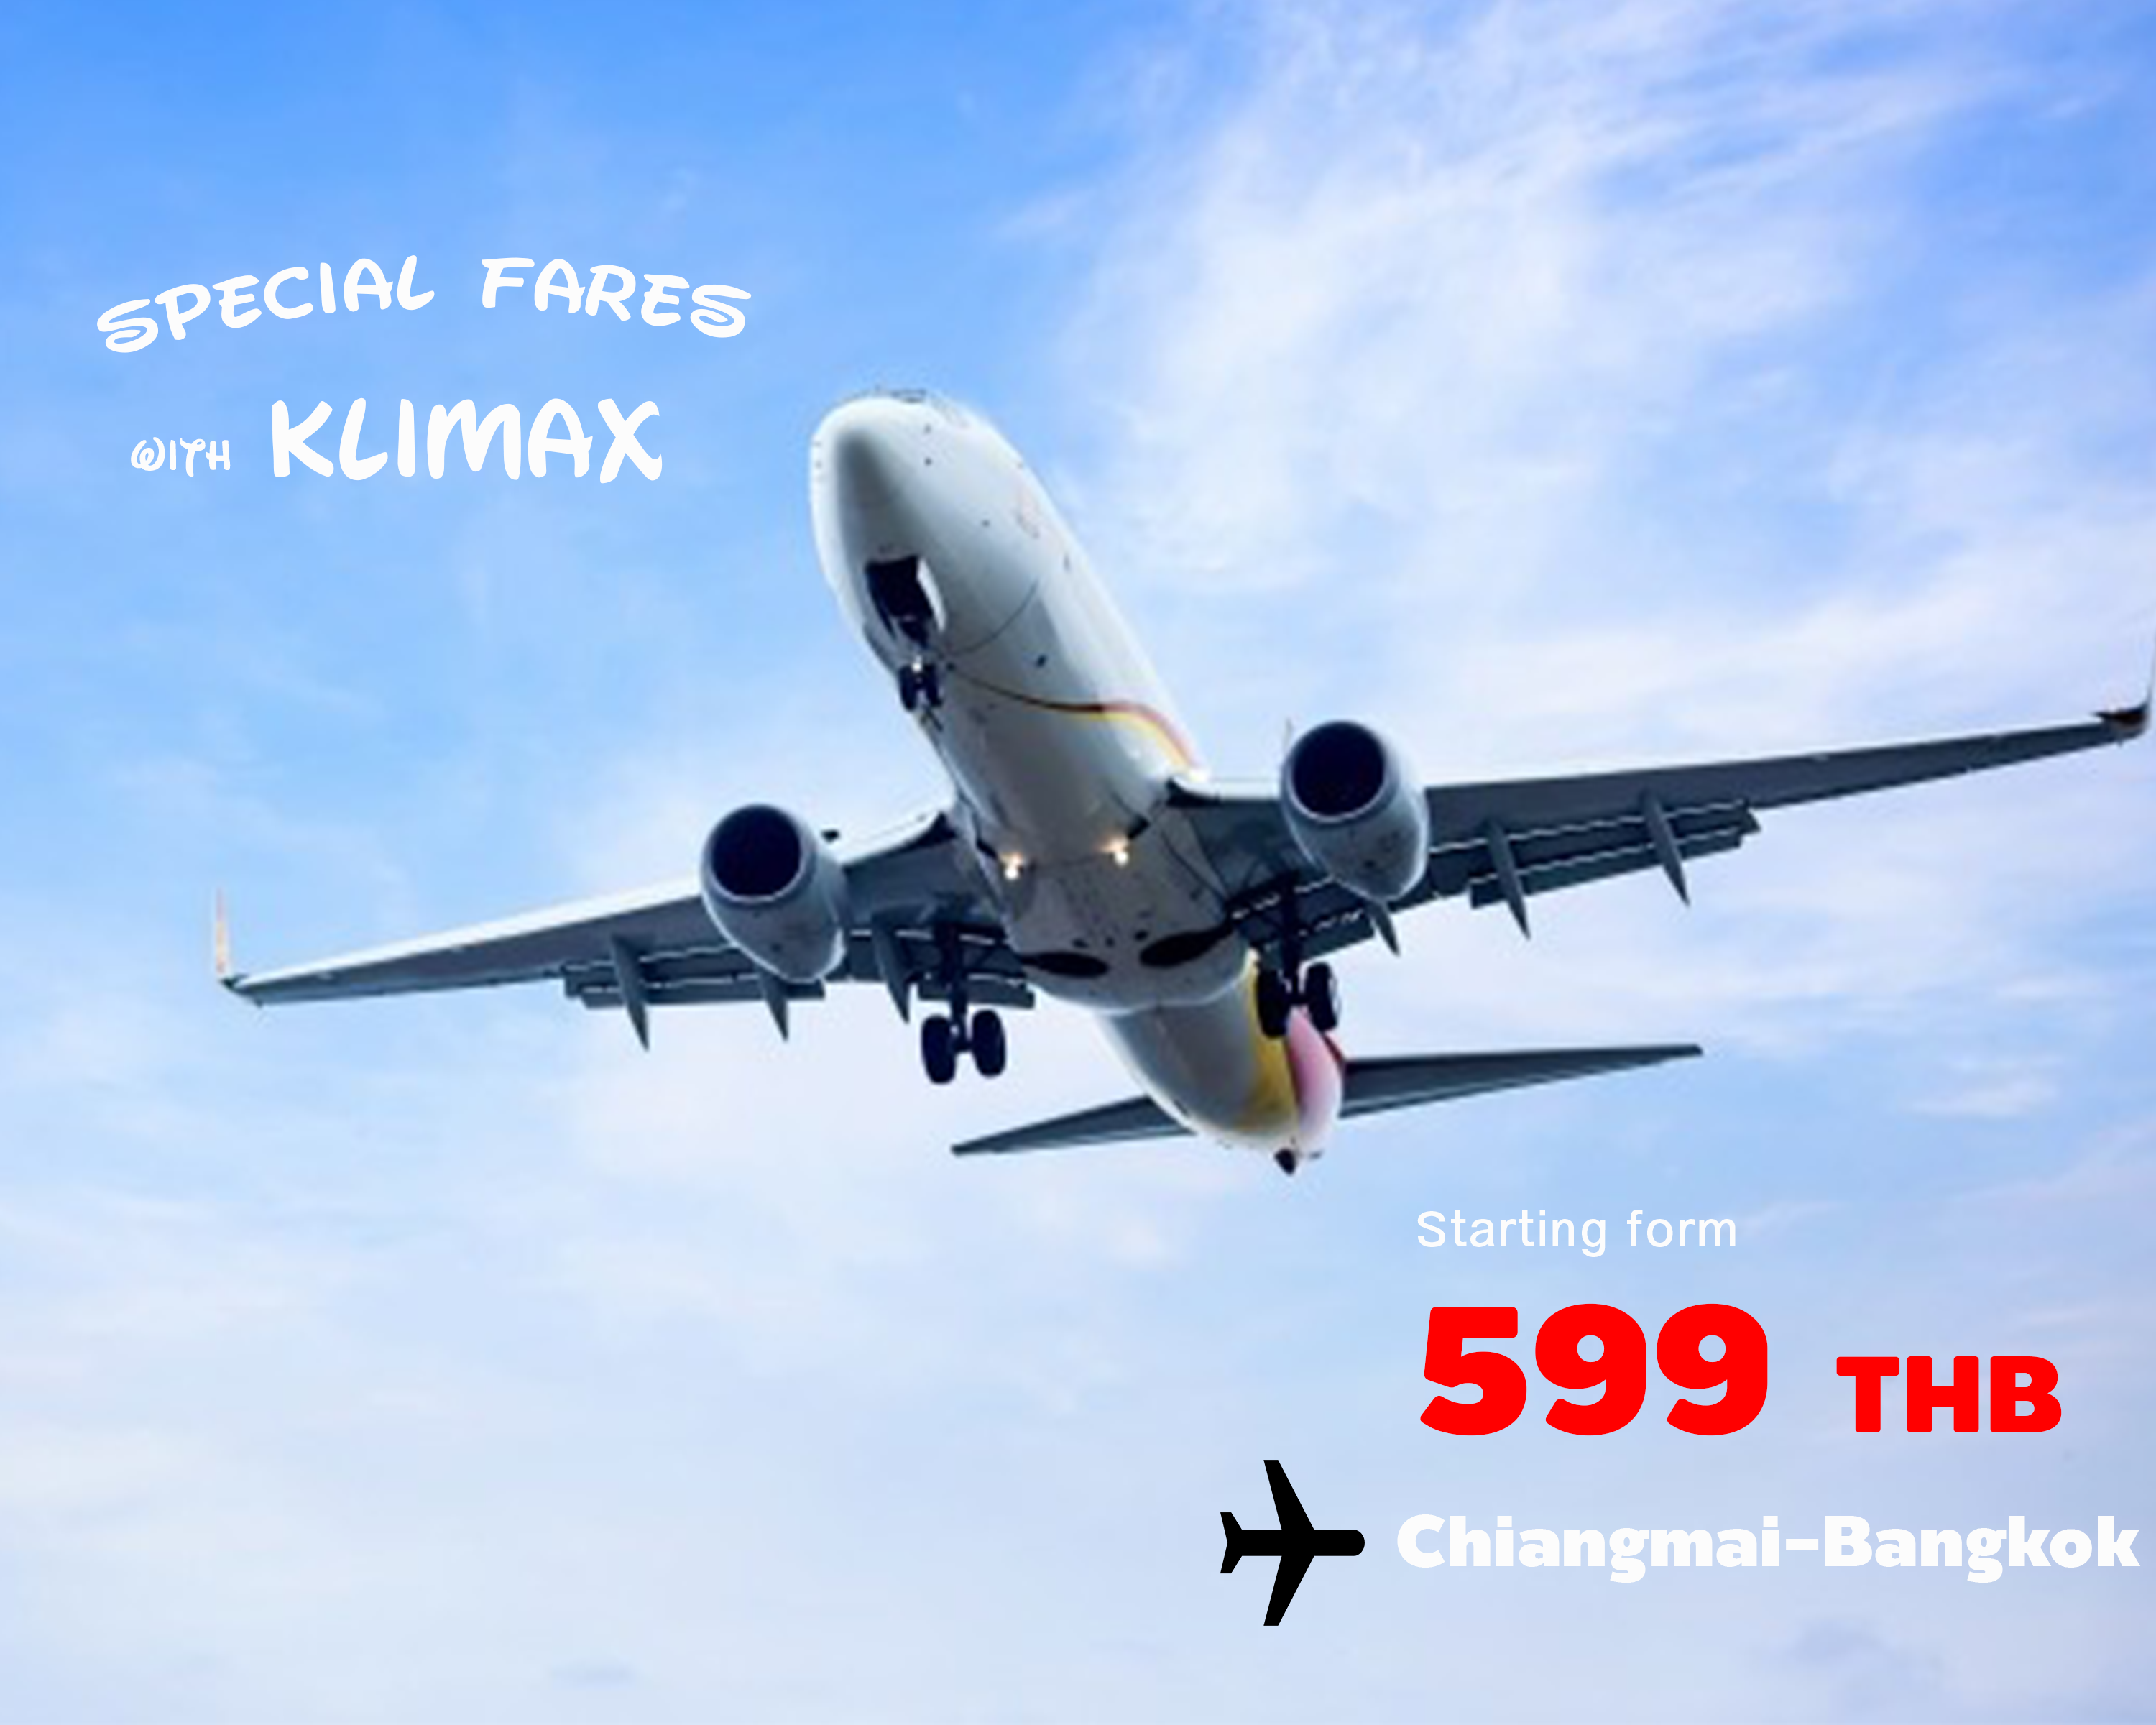 SPECIAL FARES
WITH KLIMAX
Starting form
599 THB
Chiangmai-Bangkok